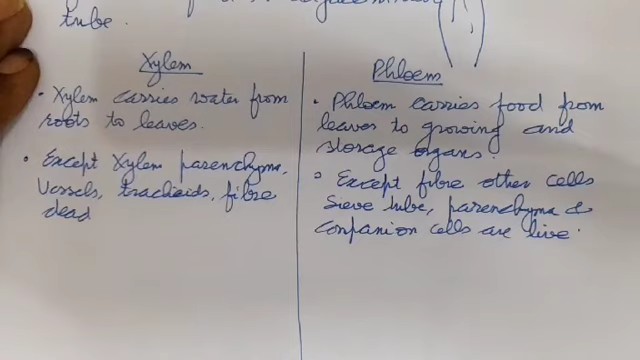 tube.
Xylem
• Xylem carries water from
roots to leaves.
• Except Xylem parenchyma,
Vessels, tracheids, fibre
dead
Phloem
• Phloem carries food from
leaves to growing and
storage organs.
• Except fibre other cells
Sieve tube, parenchyma &
companion cells are live.